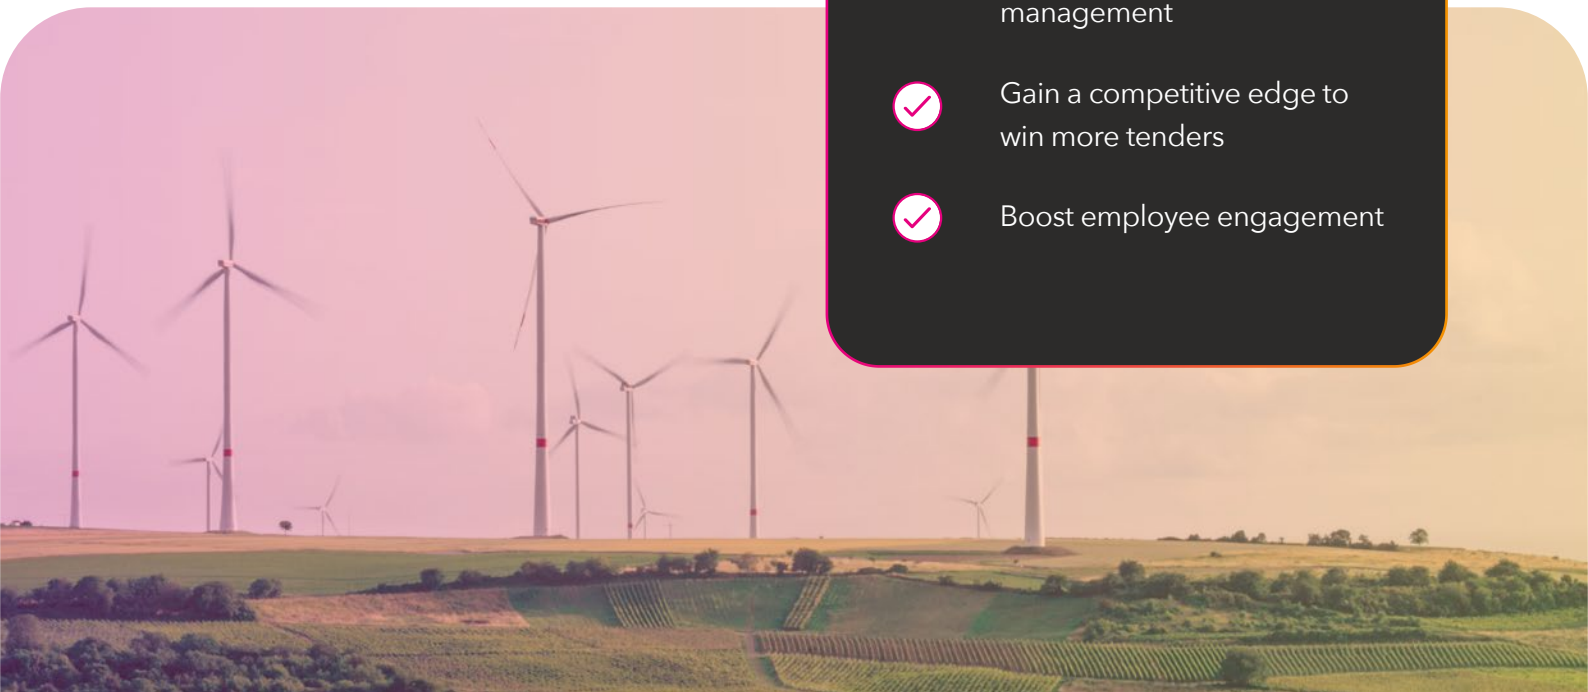 management
Gain a competitive edge to
win more tenders
Boost employee engagement